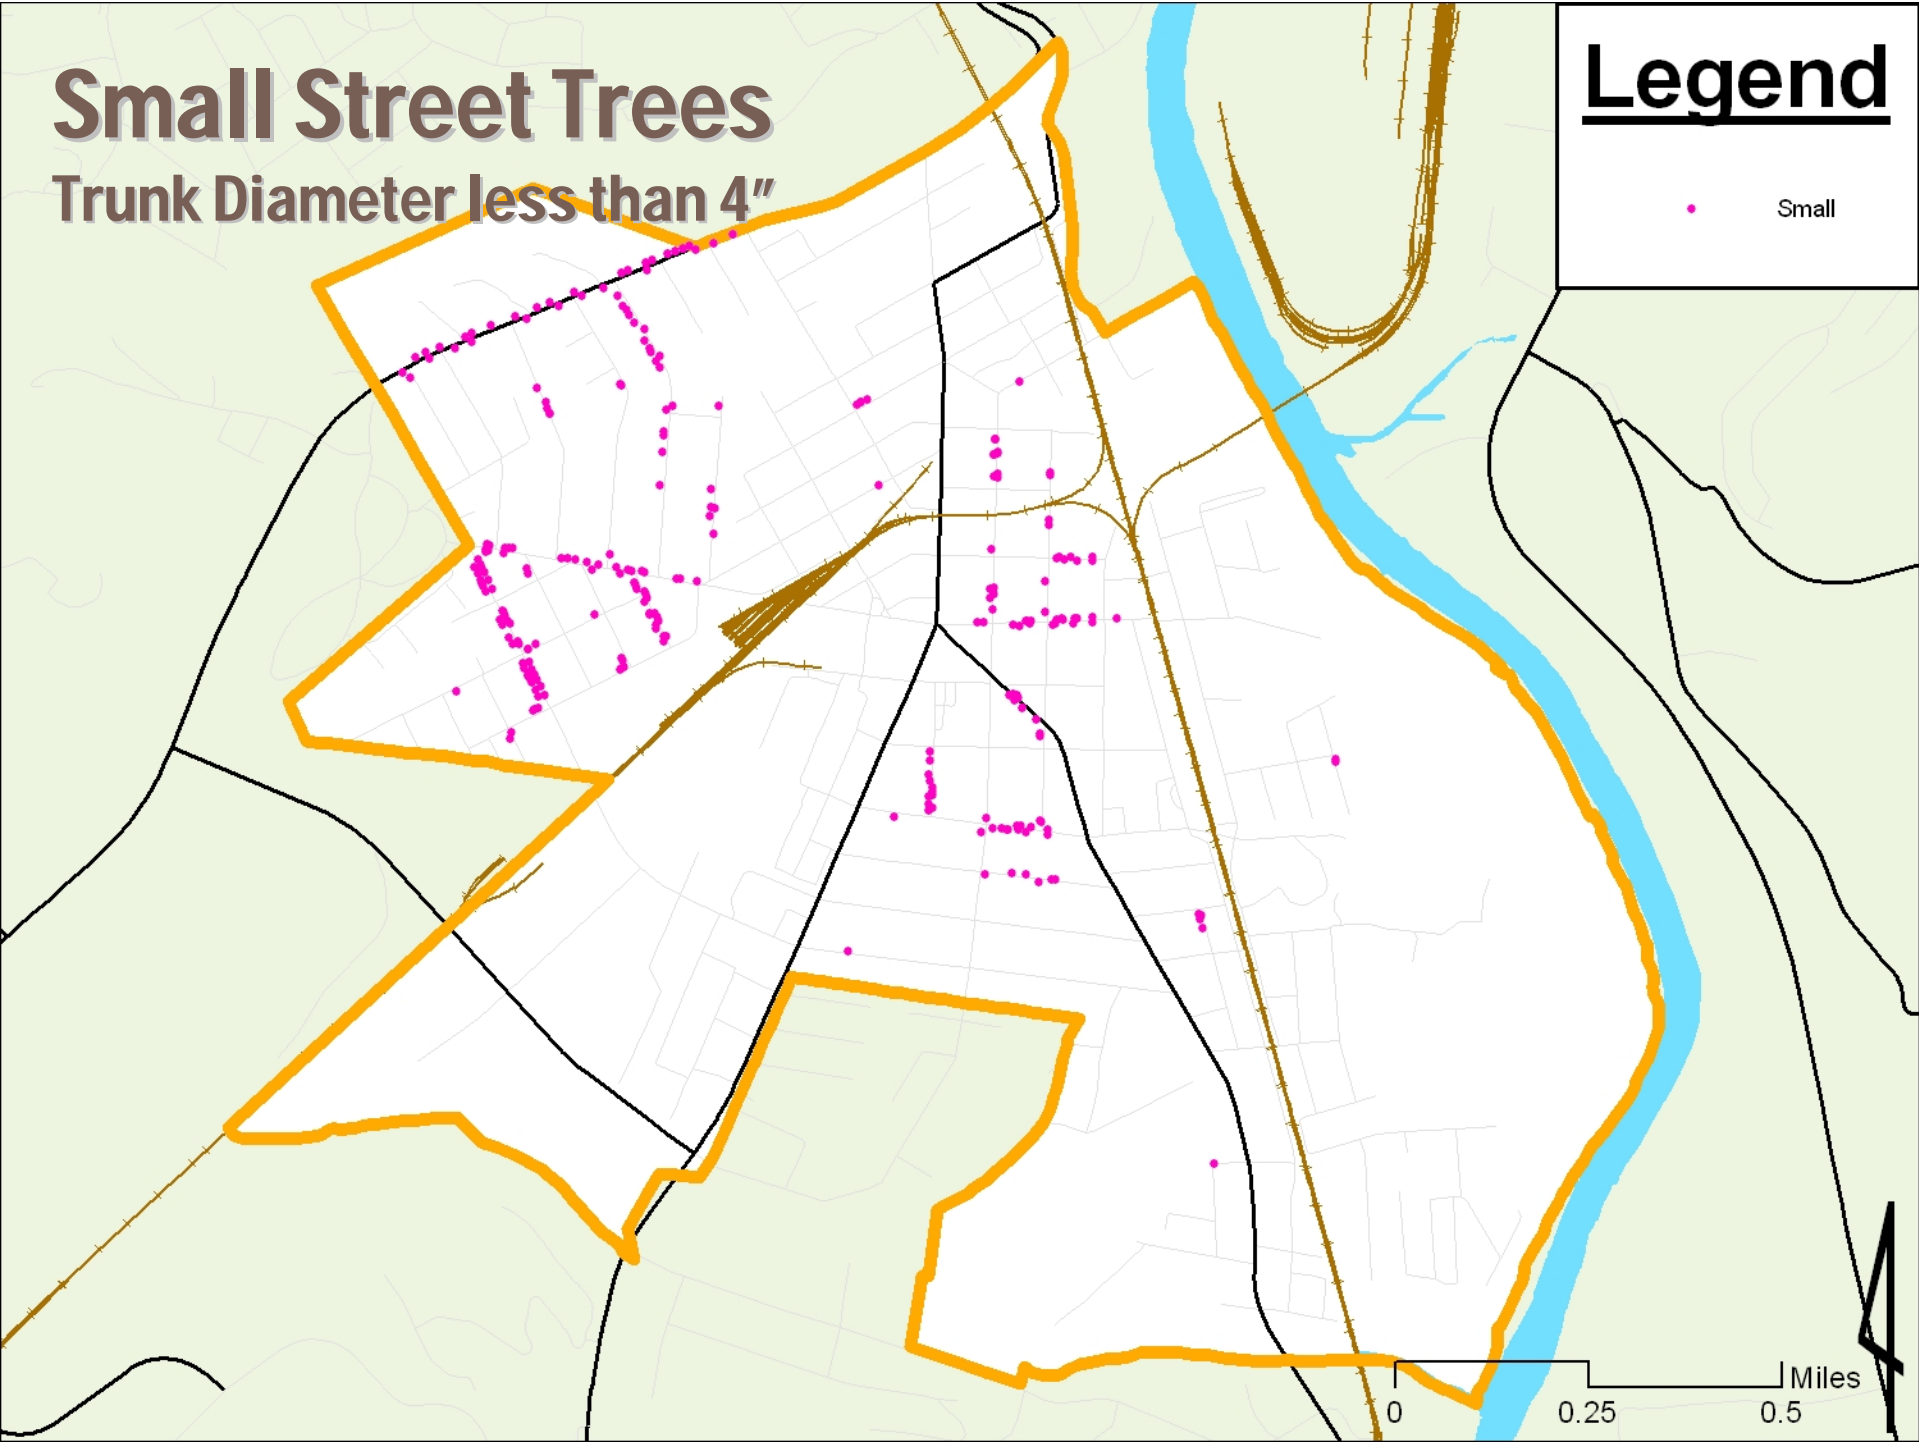 Small Street Trees
Trunk Diameter less than 4"
Legend
Small
Miles
0 0.25 0.5